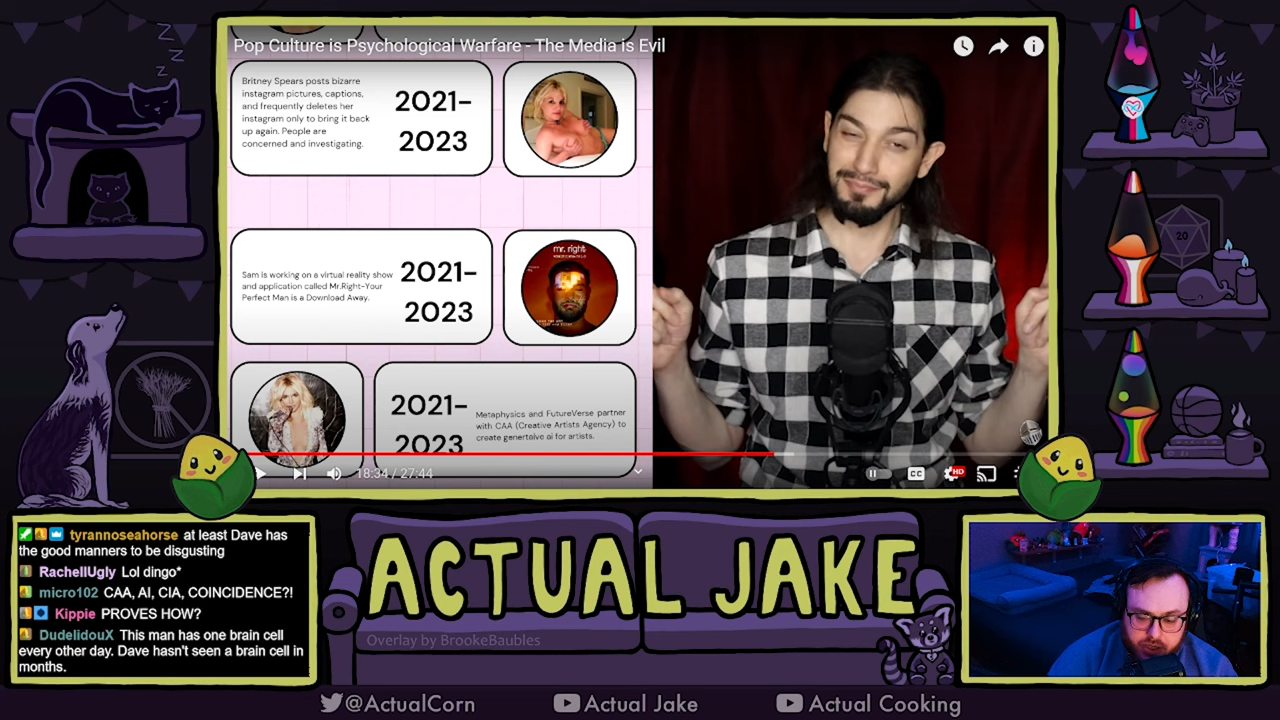 Pop Culture is Psychological Warfare - The Media is Evil
Britney Spears posts bizarre
instagram pictures, captions,
and frequently deletes her
instagram only to bring it back
up again. People are
concerned and investigating.
2021–
2023
Sam is working on a virtual reality show
and application called Mr.Right-Your
Perfect Man is a Download Away.
2021–
2023
mr. right
2021–
2023
Metaphysics and FutureVerse partner
with CAA (Creative Artists Agency) to
create genertaive ai for artists.
18:34 / 27:44
CC
HD
20
tyrannoseahorse at least Dave has
the good manners to be disgusting
RachellUgly Lol dingo*
micro102 CAA, AI, CIA, COINCIDENCE?!
Kippie PROVES HOW?
DudelidouX This man has one brain cell
every other day. Dave hasn't seen a brain cell in
months.
ACTUAL JAKE
Overlay by BrookeBaubles
@ActualCorn
Actual Jake
Actual Cooking